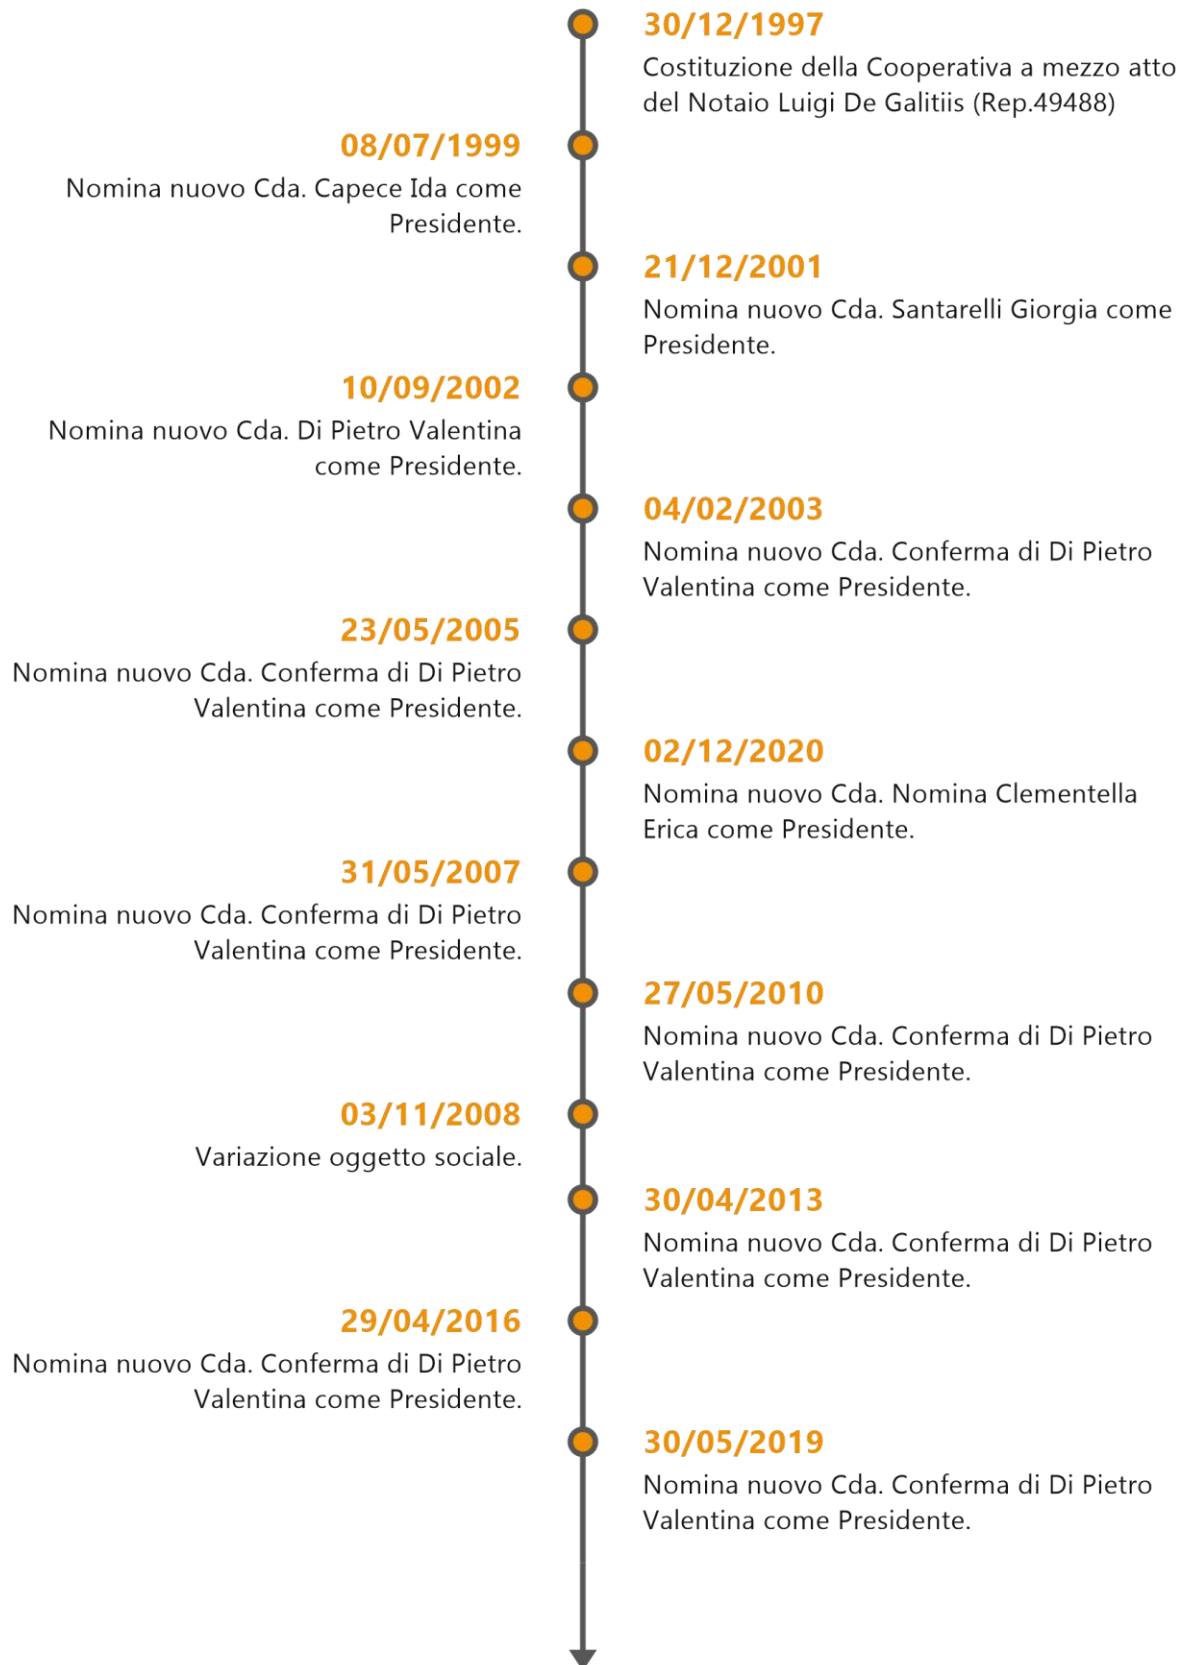 30/12/1997
Costituzione della Cooperativa a mezzo atto
del Notaio Luigi De Galitiis (Rep.49488)
08/07/1999
Nomina nuovo Cda. Capece Ida come
Presidente.
21/12/2001
Nomina nuovo Cda. Santarelli Giorgia come
Presidente.
10/09/2002
Nomina nuovo Cda. Di Pietro Valentina
come Presidente.
04/02/2003
Nomina nuovo Cda. Conferma di Di Pietro
Valentina come Presidente.
23/05/2005
Nomina nuovo Cda. Conferma di Di Pietro
Valentina come Presidente.
02/12/2020
Nomina nuovo Cda. Nomina Clementella
Erica come Presidente.
31/05/2007
Nomina nuovo Cda. Conferma di Di Pietro
Valentina come Presidente.
27/05/2010
Nomina nuovo Cda. Conferma di Di Pietro
Valentina come Presidente.
03/11/2008
Variazione oggetto sociale.
30/04/2013
Nomina nuovo Cda. Conferma di Di Pietro
Valentina come Presidente.
29/04/2016
Nomina nuovo Cda. Conferma di Di Pietro
Valentina come Presidente.
30/05/2019
Nomina nuovo Cda. Conferma di Di Pietro
Valentina come Presidente.